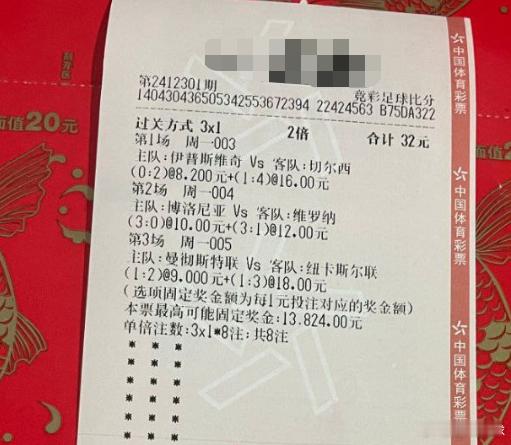 第2412301期 竞彩足球比分
140430436505342553672394 22424563 B75DA322
过关方式 3x1 2倍 合计 32元
第1场 周一003
主队:伊普斯维奇 Vs 客队:切尔西
(0:2)@8.200元+(1:4)@16.00元
第2场 周一004
主队:博洛尼亚 Vs 客队:维罗纳
(3:0)@10.00元+(3:1)@12.00元
第3场 周一005
主队:曼彻斯特联 Vs 客队:纽卡斯尔联
(1:2)@9.000元+(1:3)@18.00元
(选项固定奖金额为每1元投注对应的奖金额)
本票最高可能固定奖金:13,824.00元
单倍注数:3x1*8注:共8注
中国体育彩票
中国体育彩票
中国体育彩票
面值20元
刮开区